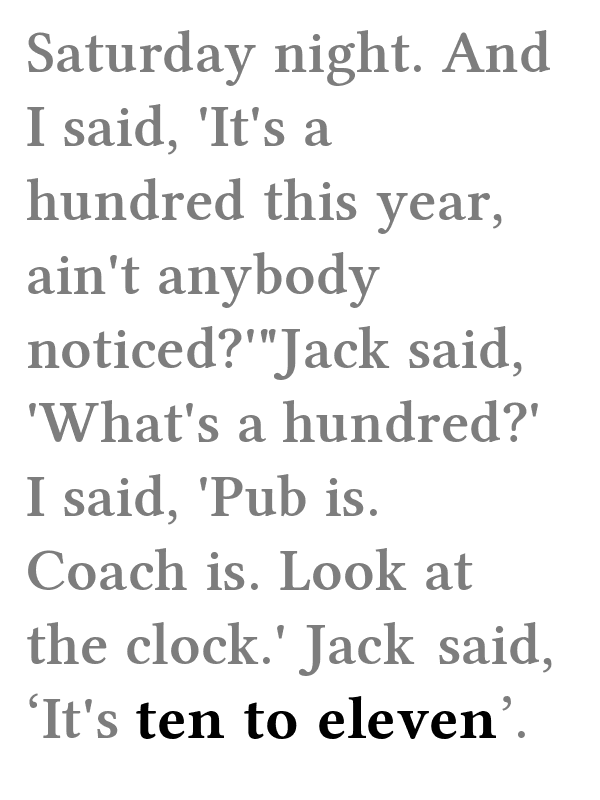 Saturday night. And
I said, 'It's a
hundred this year,
ain't anybody
noticed?'"Jack said,
'What's a hundred?'
I said, 'Pub is.
Coach is. Look at
the clock.' Jack said,
‘It's ten to eleven’.